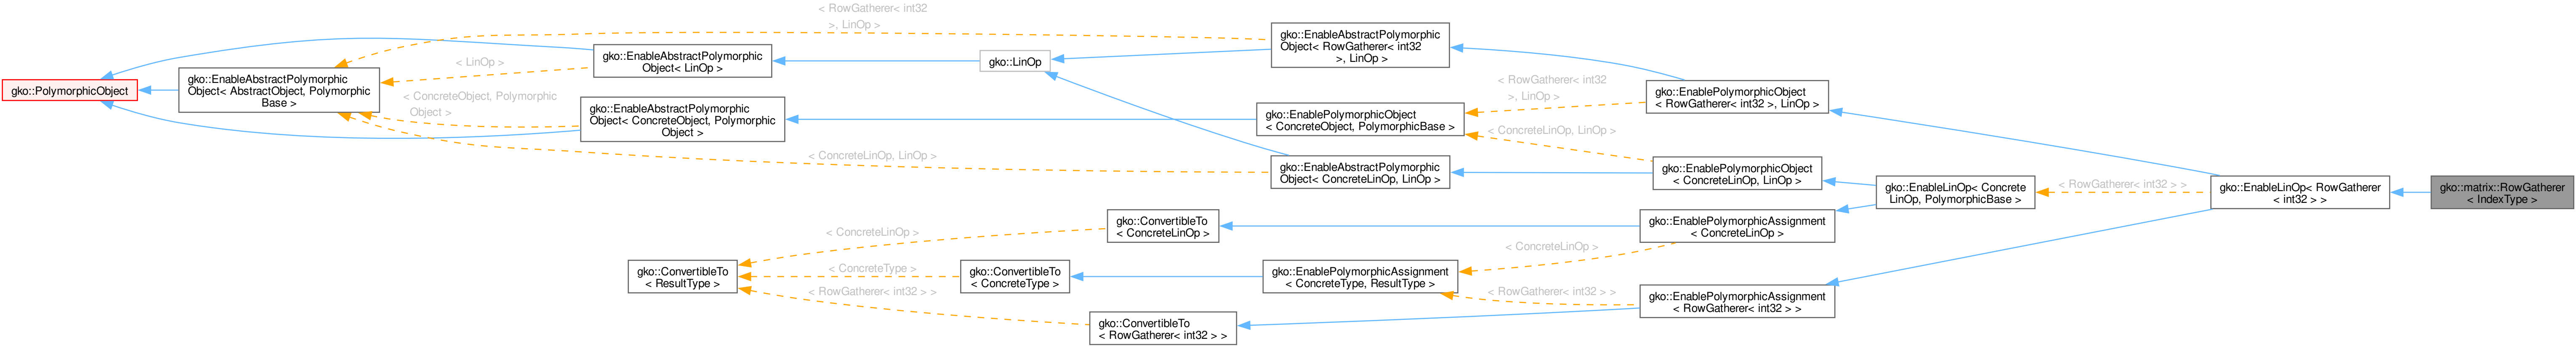 gko::PolymorphicObject
gko::EnableAbstractPolymorphic
Object< AbstractObject, Polymorphic
Base >
< RowGatherer< int32
>, LinOp >
< LinOp >
< ConcreteObject, Polymorphic
Object >
gko::EnableAbstractPolymorphic
Object< LinOp >
gko::EnableAbstractPolymorphic
Object< ConcreteObject, Polymorphic
Object >
< ConcreteLinOp, LinOp >
gko::LinOp
gko::EnableAbstractPolymorphic
Object< RowGatherer< int32
>, LinOp >
gko::EnablePolymorphicObject
< ConcreteObject, PolymorphicBase >
gko::EnableAbstractPolymorphic
Object< ConcreteLinOp, LinOp >
< RowGatherer< int32
>, LinOp >
< ConcreteLinOp, LinOp >
gko::EnablePolymorphicObject
< RowGatherer< int32 >, LinOp >
gko::EnablePolymorphicObject
< ConcreteLinOp, LinOp >
gko::EnableLinOp< Concrete
LinOp, PolymorphicBase >
< RowGatherer< int32 > >
gko::EnableLinOp< RowGatherer
< int32 > >
gko::matrix::RowGatherer
< IndexType >
gko::ConvertibleTo
< ResultType >
< ConcreteLinOp >
< ConcreteType >
< RowGatherer< int32 > >
gko::ConvertibleTo
< ConcreteLinOp >
gko::ConvertibleTo
< ConcreteType >
gko::ConvertibleTo
< RowGatherer< int32 > >
gko::EnablePolymorphicAssignment
< ConcreteType, ResultType >
< ConcreteLinOp >
< RowGatherer< int32 > >
gko::EnablePolymorphicAssignment
< ConcreteLinOp >
gko::EnablePolymorphicAssignment
< RowGatherer< int32 > >